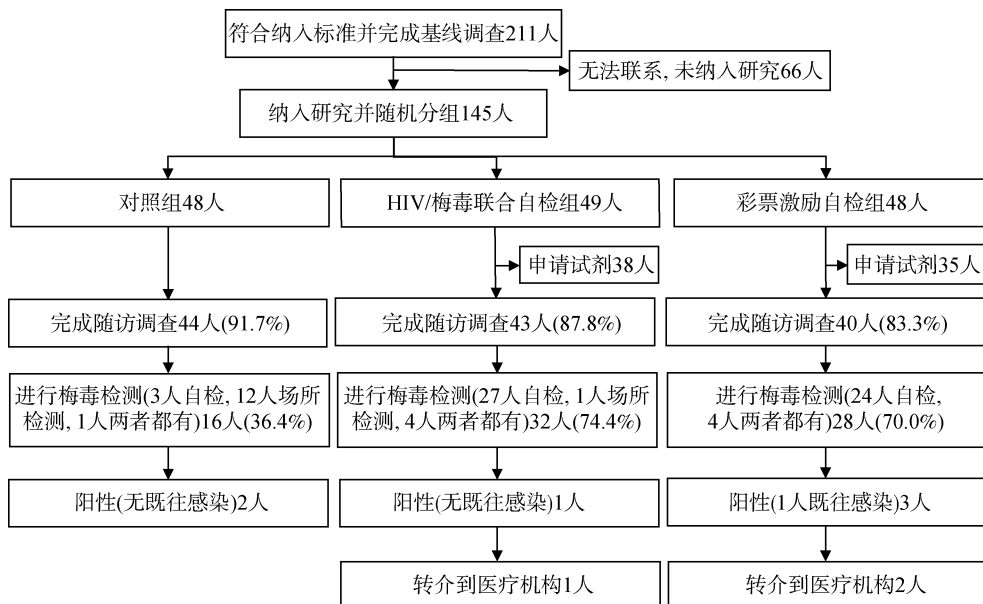 符合纳入标准并完成基线调查211人
无法联系, 未纳入研究66人
纳入研究并随机分组145人
对照组48人
HIV/梅毒联合自检组49人
彩票激励自检组48人
申请试剂38人
申请试剂35人
完成随访调查44人(91.7%)
完成随访调查43人(87.8%)
完成随访调查40人(83.3%)
进行梅毒检测(3人自检, 12人场所
检测, 1人两者都有)16人(36.4%)
进行梅毒检测(27人自检, 1人场所
检测, 4人两者都有)32人(74.4%)
进行梅毒检测(24人自检,
4人两者都有)28人(70.0%)
阳性(无既往感染)2人
阳性(无既往感染)1人
阳性(1人既往感染)3人
转介到医疗机构1人
转介到医疗机构2人